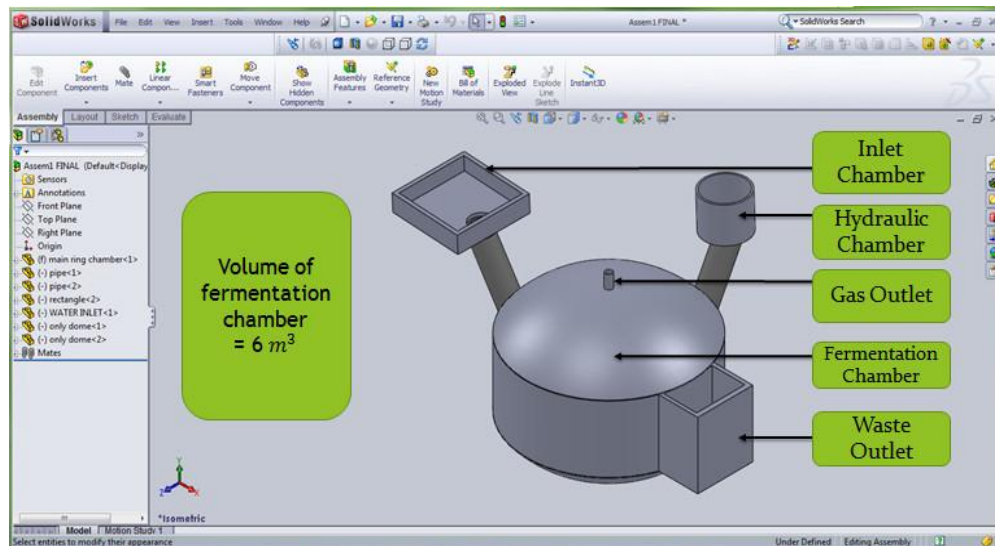 SolidWorks File Edit View Insert Tools Window Help Assem1 FINAL * SolidWorks Search
Edit Component
Insert Components
Mate
Linear Compon...
Smart Fasteners
Move Component
Show Hidden Components
Assembly Features
Reference Geometry
New Motion Study
Bill of Materials
Exploded View
Explode Line Sketch
Instant3D
Assembly Layout Sketch Evaluate
Assem1 FINAL (Default<Display
Sensors
Annotations
Front Plane
Top Plane
Right Plane
Origin
(f) main ring chamber<1>
(-) pipe<1>
(-) pipe<2>
(-) rectangle<2>
(-) WATER INLET<1>
(-) only dome<1>
(-) only dome<2>
Mates
Volume of
fermentation
chamber
= 6 m³
Inlet
Chamber
Hydraulic
Chamber
Gas Outlet
Fermentation
Chamber
Waste
Outlet
Y
Z
X
*Isometric
Model Motion Study 1
Select entities to modify their appearance Under Defined Editing Assembly